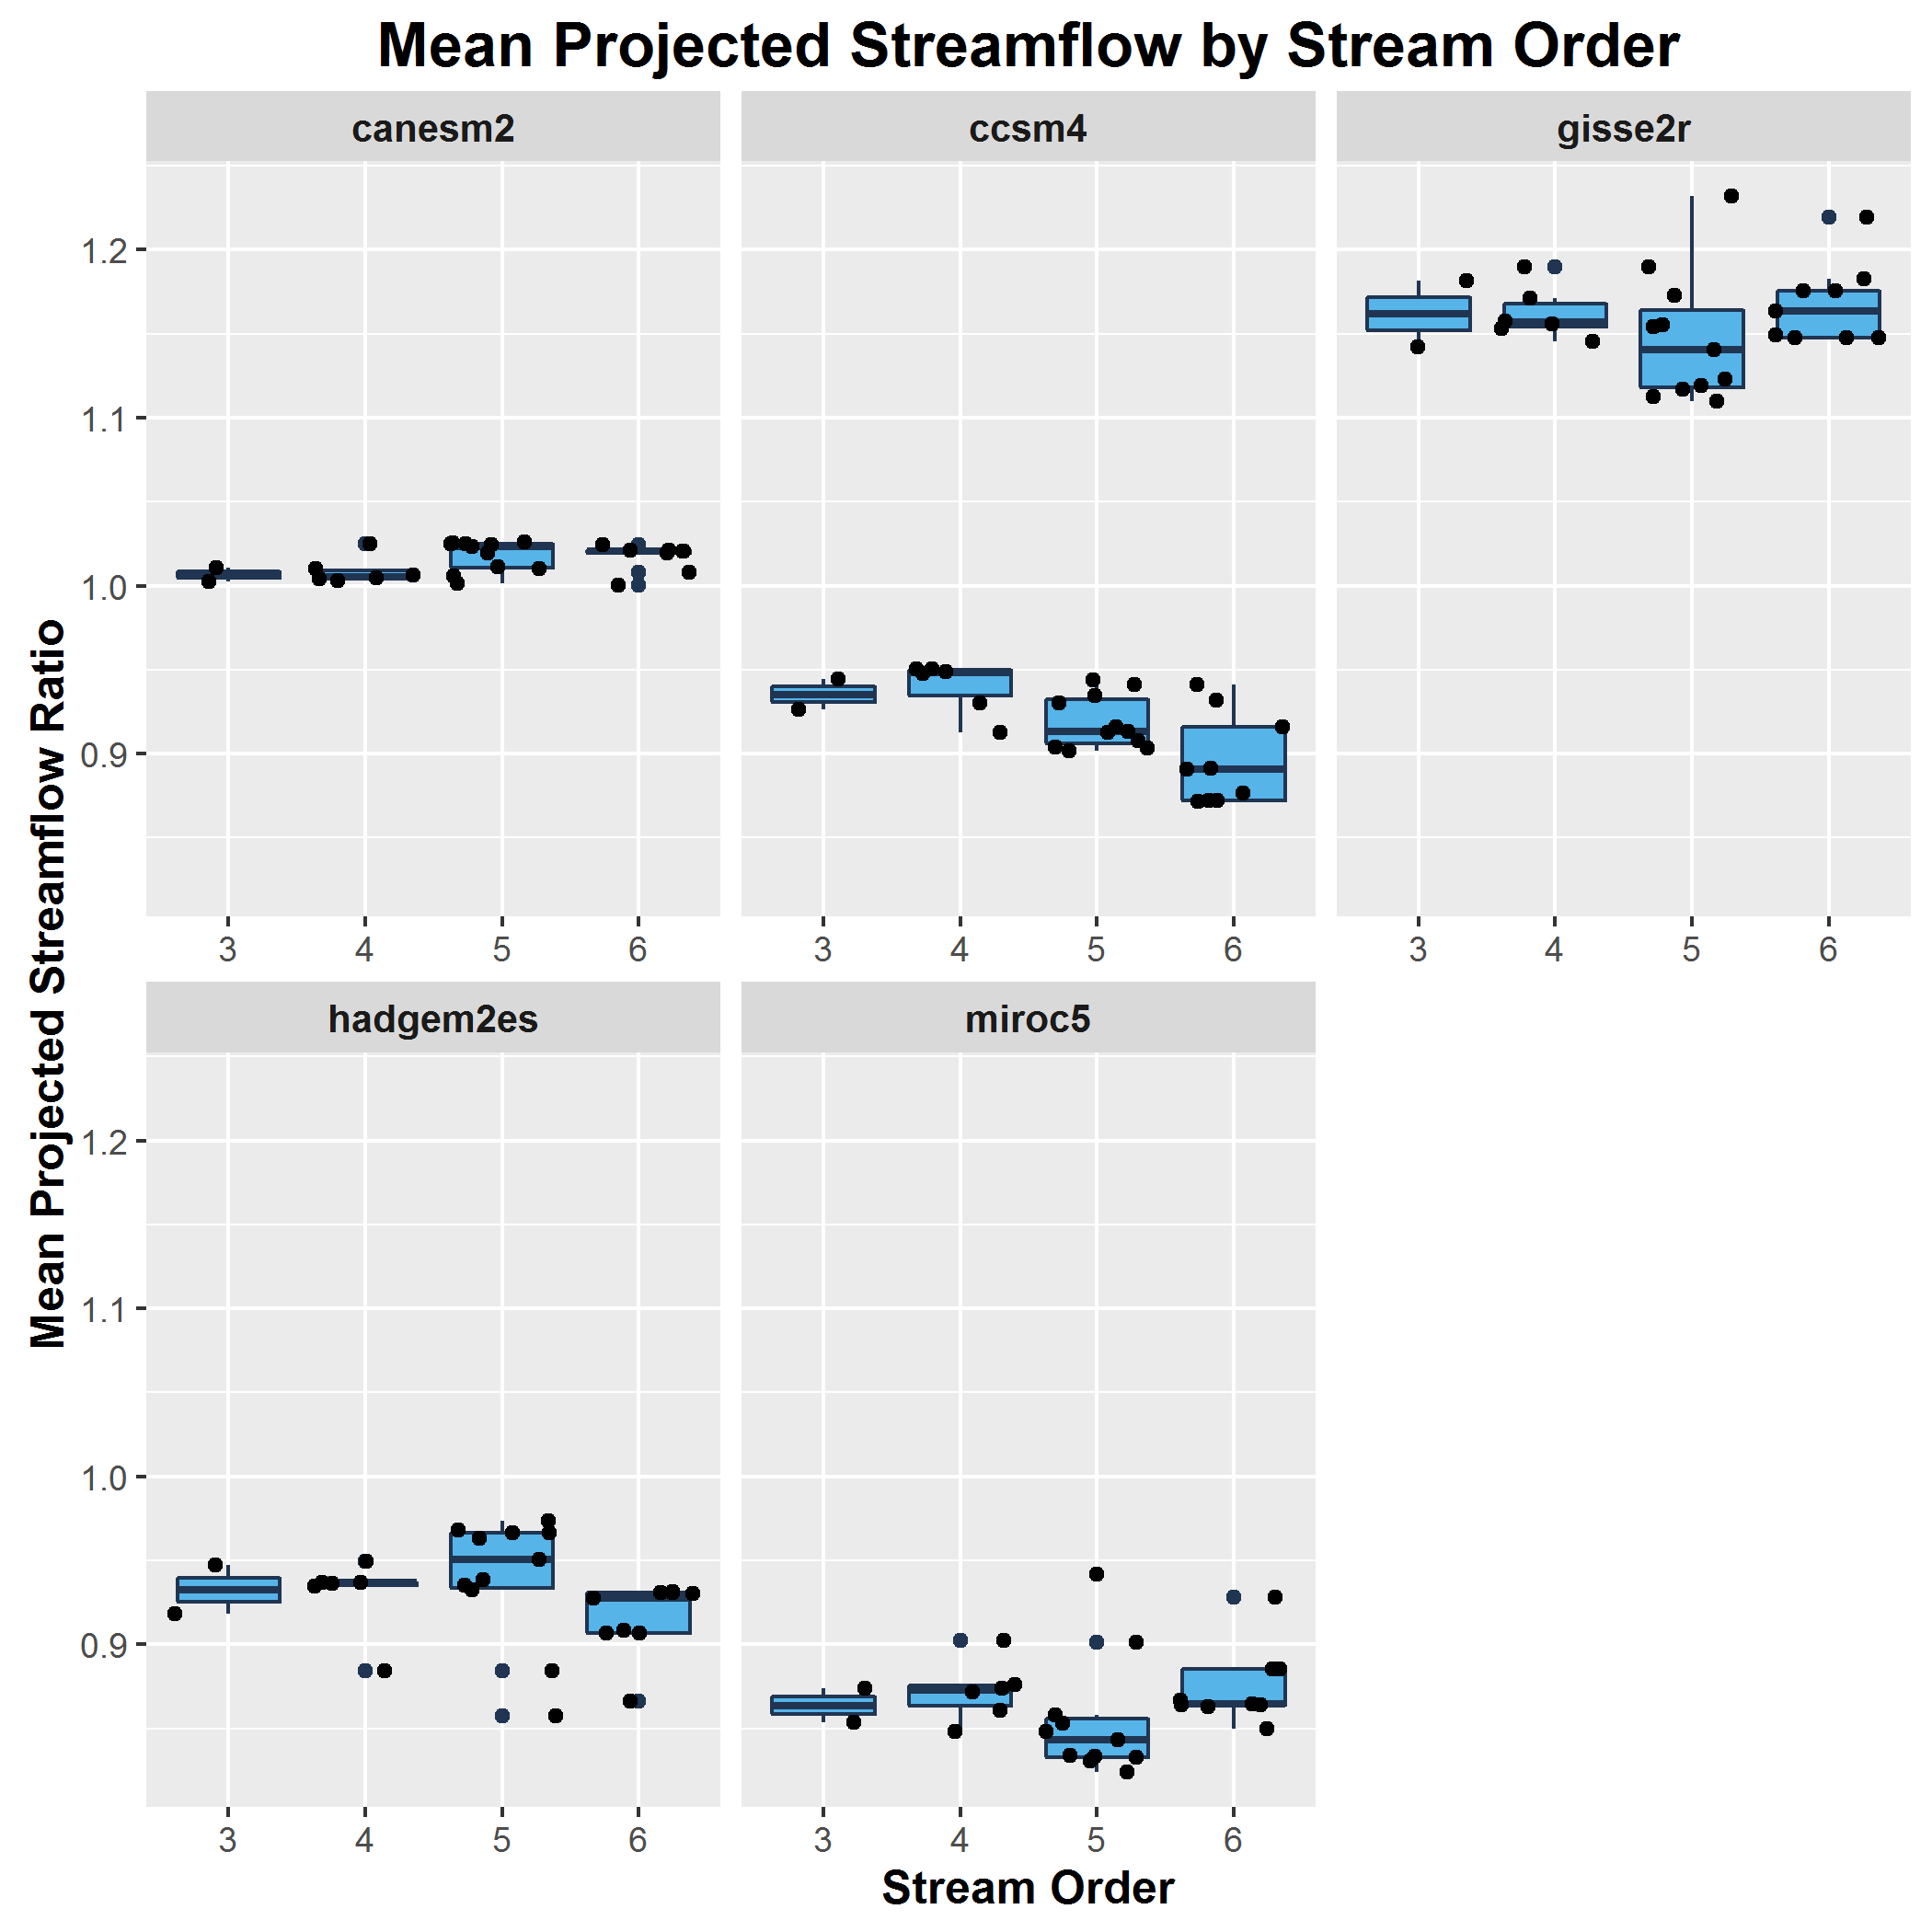 Mean Projected Streamflow by Stream Order
canesm2 ccsm4 gisse2r
1.2
1.1
1.0
0.9
3 4 5 6 3 4 5 6 3 4 5 6
Mean Projected Streamflow Ratio
hadgem2es miroc5
1.2
1.1
1.0
0.9
3 4 5 6 3 4 5 6
Stream Order